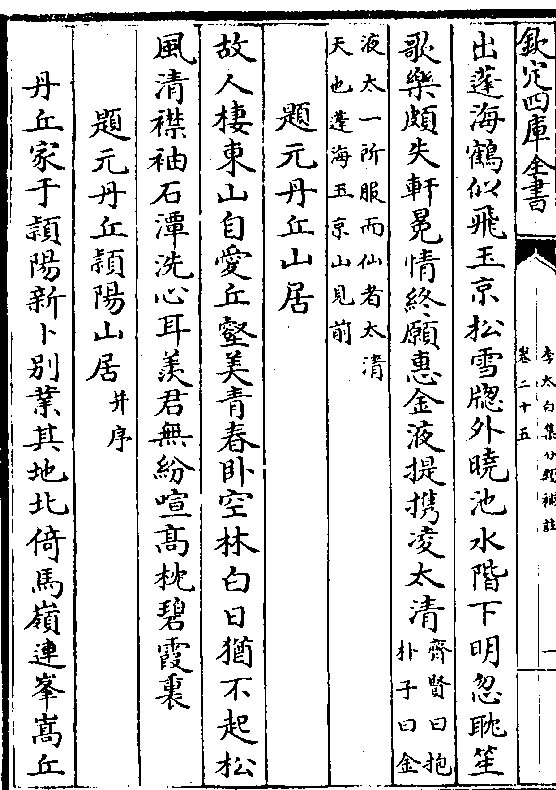 欽定四庫全書
李太白集分類補註
卷二十五
一
出蓬海鶴似飛玉京松雪牕外曉池水階下明忽耽笙
歌樂頗失軒冕情終願惠金液提攜凌太清
齊賢曰抱
朴子曰金
液太一所服而仙者太清
天也蓬海玉京山見前
題元丹丘山居
故人棲東山自愛丘壑美青春卧空林白日猶不起松
風清襟袖石潭洗心耳羨君無紛喧高枕碧霞裏
題元丹丘頴陽山居
并序
丹丘家于頴陽新卜别業其地北倚馬嶺連峯嵩丘